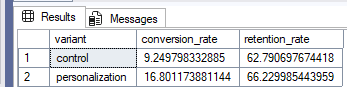 Results Messages
variant conversion_rate retention_rate
1 control 9.249798332885 62.790697674418
2 personalization 16.801173881144 66.229985443959